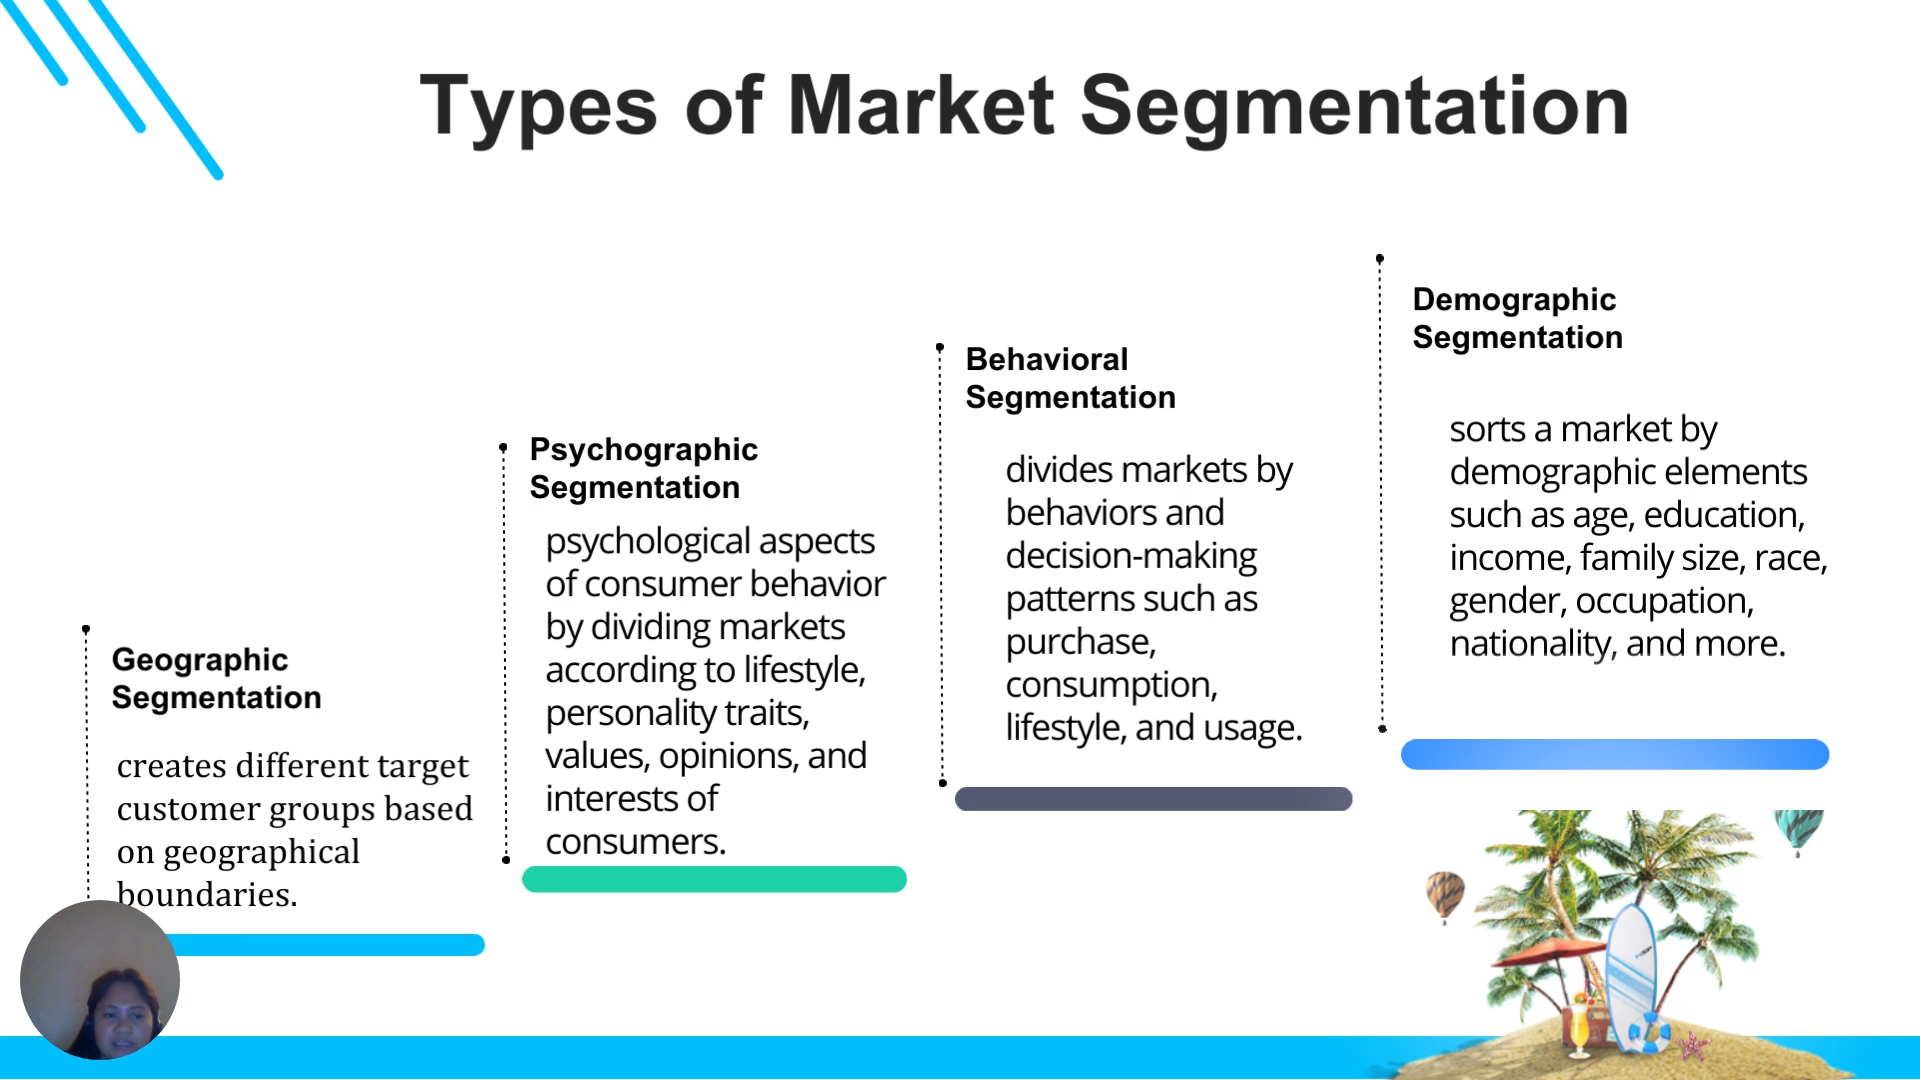 Types of Market Segmentation
Geographic
Segmentation
creates different target
customer groups based
on geographical
boundaries.
Psychographic
Segmentation
psychological aspects
of consumer behavior
by dividing markets
according to lifestyle,
personality traits,
values, opinions, and
interests of
consumers.
Behavioral
Segmentation
divides markets by
behaviors and
decision-making
patterns such as
purchase,
consumption,
lifestyle, and usage.
Demographic
Segmentation
sorts a market by
demographic elements
such as age, education,
income, family size, race,
gender, occupation,
nationality, and more.